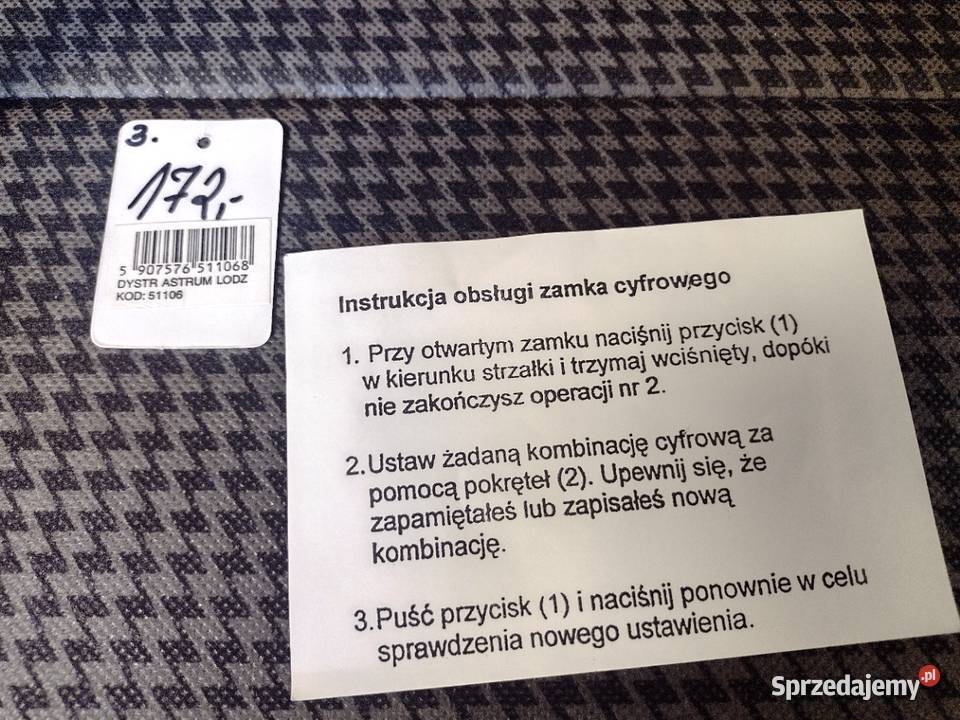 3.
172,-
5 907576 511068
DYSTR ASTRUM LODZ
KOD: 51106
Instrukcja obsługi zamka cyfrowego
1. Przy otwartym zamku naciśnij przycisk (1)
w kierunku strzałki i trzymaj wciśnięty, dopóki
nie zakończysz operacji nr 2.
2. Ustaw żadaną kombinację cyfrową za
pomocą pokręteł (2). Upewnij się, że
zapamiętałeś lub zapisałeś nową
kombinację.
3. Puść przycisk (1) i naciśnij ponownie w celu
sprawdzenia nowego ustawienia.
Sprzedajemy.pl